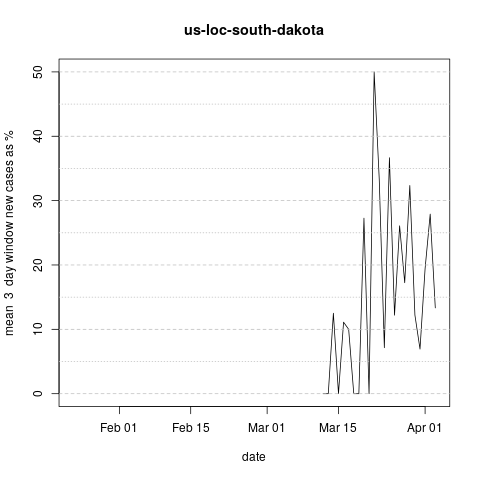 us-loc-south-dakota
mean 3 day window new cases as %
50
40
30
20
10
0
Feb 01 Feb 15 Mar 01 Mar 15 Apr 01
date